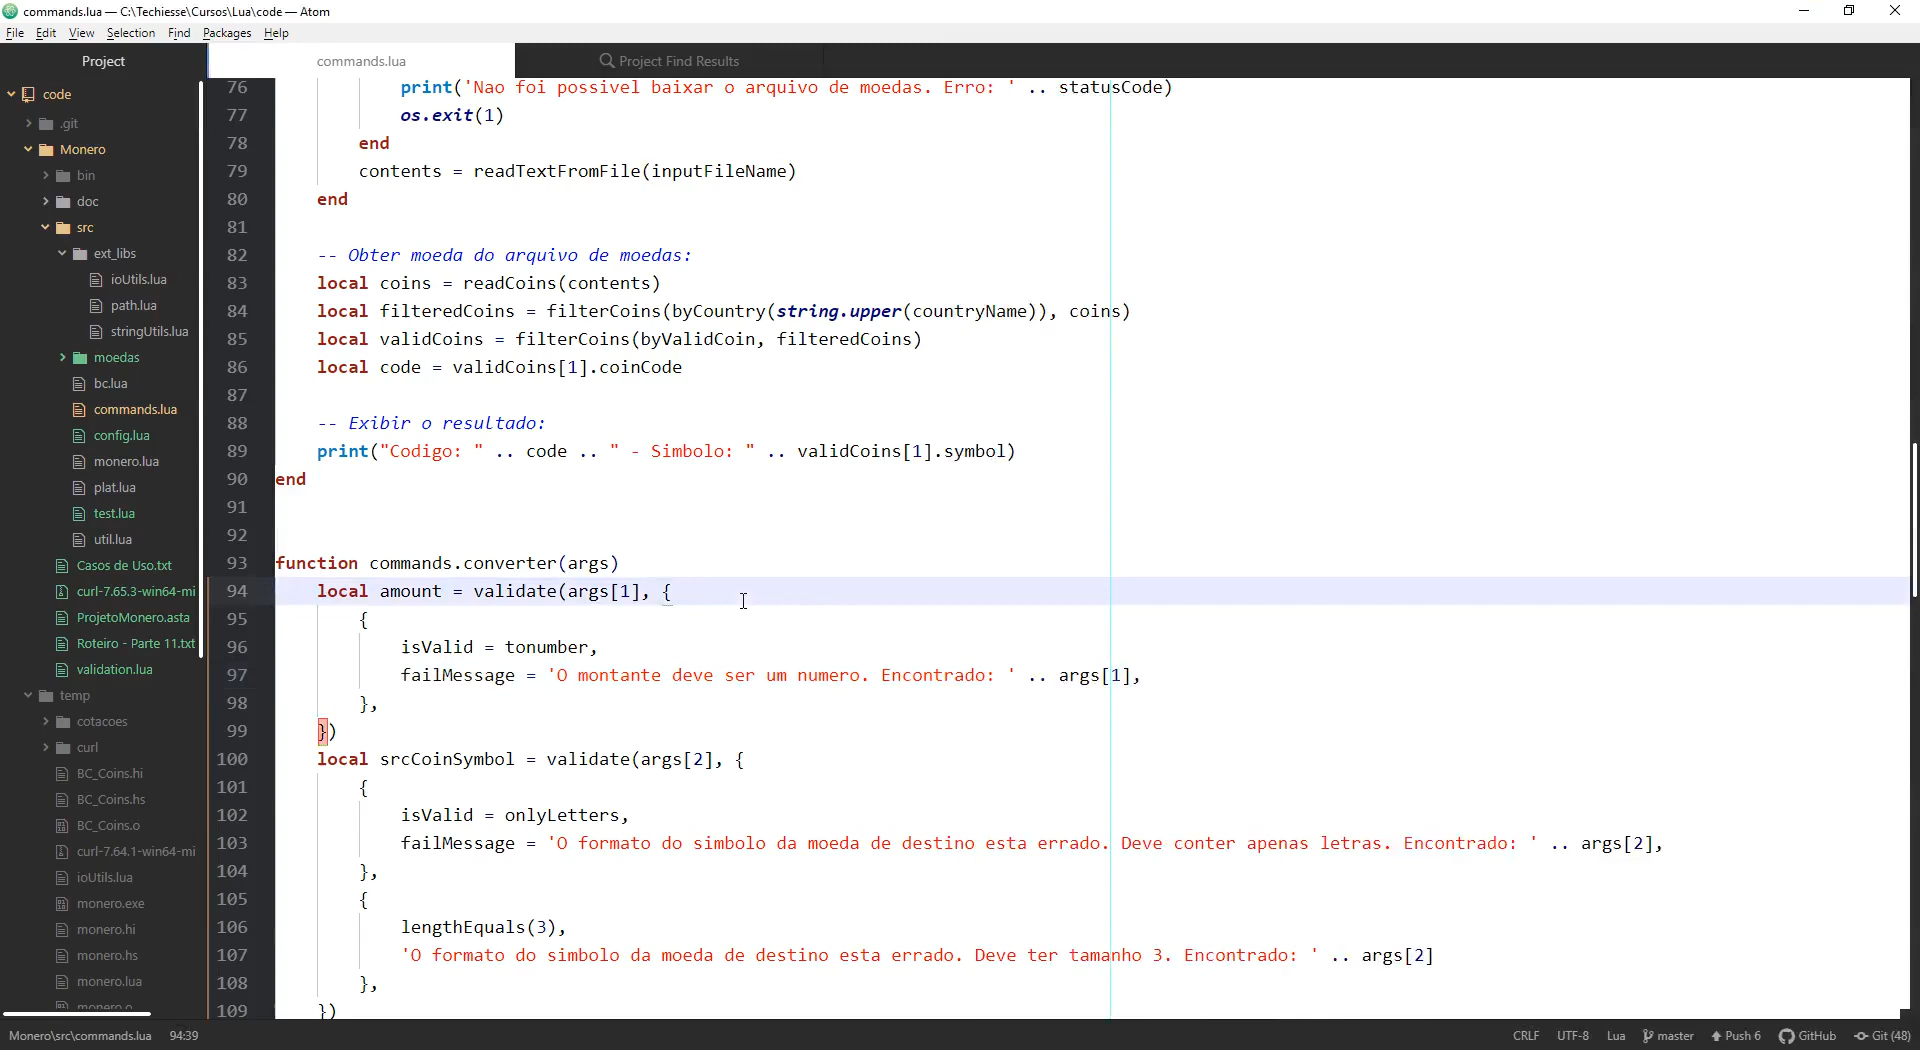 commands.lua — C:\Techiesse\Cursos\Lua\code — Atom
File Edit View Selection Find Packages Help
Project
commands.lua
Project Find Results
code
.git
Monero
bin
doc
src
ext_libs
ioUtils.lua
path.lua
stringUtils.lua
moedas
bc.lua
commands.lua
config.lua
monero.lua
plat.lua
test.lua
util.lua
Casos de Uso.txt
curl-7.65.3-win64-mi
ProjetoMonero.asta
Roteiro - Parte 11.txt
validation.lua
temp
cotacoes
curl
BC_Coins.hi
BC_Coins.hs
BC_Coins.o
curl-7.64.1-win64-mi
ioUtils.lua
monero.exe
monero.hi
monero.hs
monero.lua
monero.o
76 print('Nao foi possivel baixar o arquivo de moedas. Erro: ' .. statusCode)
77 os.exit(1)
78 end
79 contents = readTextFromFile(inputFileName)
80 end
81
82 -- Obter moeda do arquivo de moedas:
83 local coins = readCoins(contents)
84 local filteredCoins = filterCoins(byCountry(string.upper(countryName)), coins)
85 local validCoins = filterCoins(byValidCoin, filteredCoins)
86 local code = validCoins[1].coinCode
87
88 -- Exibir o resultado:
89 print("Codigo: " .. code .. " - Simbolo: " .. validCoins[1].symbol)
90 end
91
92
93 function commands.converter(args)
94 local amount = validate(args[1], {
95 {
96 isValid = tonumber,
97 failMessage = 'O montante deve ser um numero. Encontrado: ' .. args[1],
98 },
99 })
100 local srcCoinSymbol = validate(args[2], {
101 {
102 isValid = onlyLetters,
103 failMessage = 'O formato do simbolo da moeda de destino esta errado. Deve conter apenas letras. Encontrado: ' .. args[2],
104 },
105 {
106 lengthEquals(3),
107 'O formato do simbolo da moeda de destino esta errado. Deve ter tamanho 3. Encontrado: ' .. args[2]
108 },
109 })
Monero\src\commands.lua 94:39
CRLF UTF-8 Lua master Push 6 GitHub Git (48)